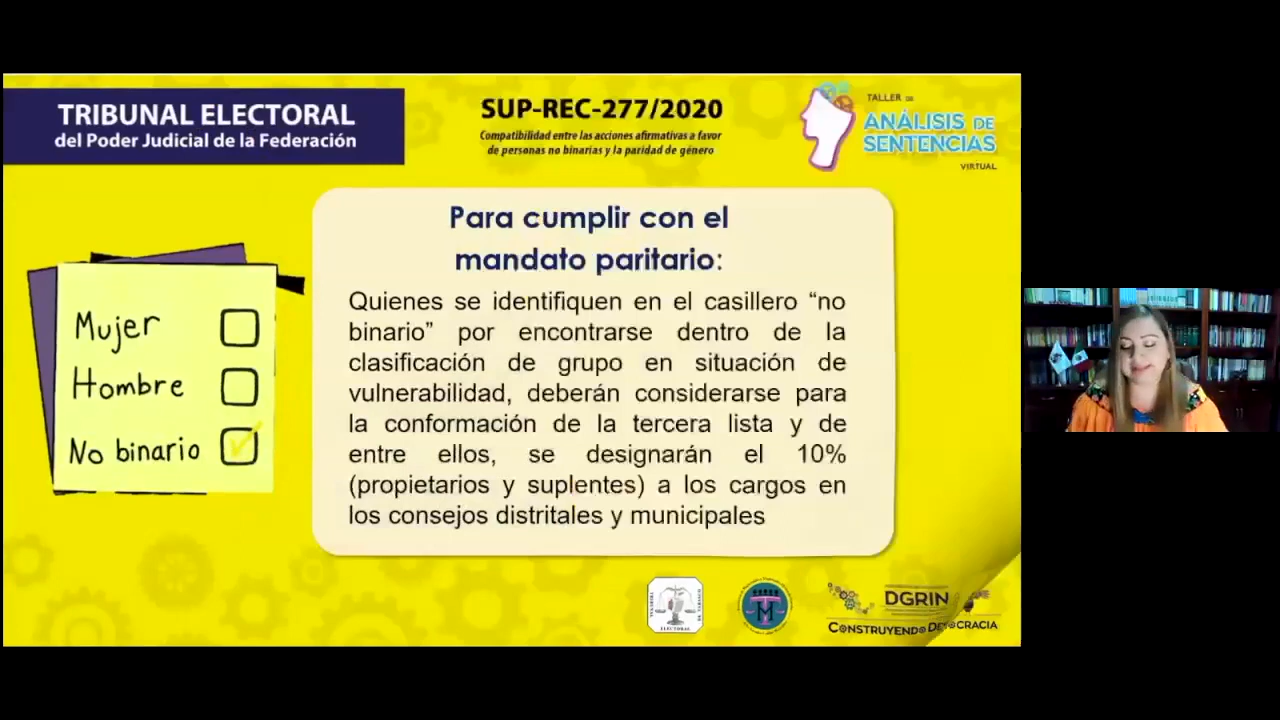 TRIBUNAL ELECTORAL
del Poder Judicial de la Federación
SUP-REC-277/2020
Compatibilidad entre las acciones afirmativas a favor
de personas no binarias y la paridad de género
TALLER DE
ANÁLISIS DE
SENTENCIAS
VIRTUAL
Mujer
Hombre
No binario
Para cumplir con el
mandato paritario:
Quienes se identifiquen en el casillero “no
binario” por encontrarse dentro de la
clasificación de grupo en situación de
vulnerabilidad, deberán considerarse para
la conformación de la tercera lista y de
entre ellos, se designarán el 10%
(propietarios y suplentes) a los cargos en
los consejos distritales y municipales
ELECTORAL
DGRIN
CONSTRUYENDO DEMOCRACIA